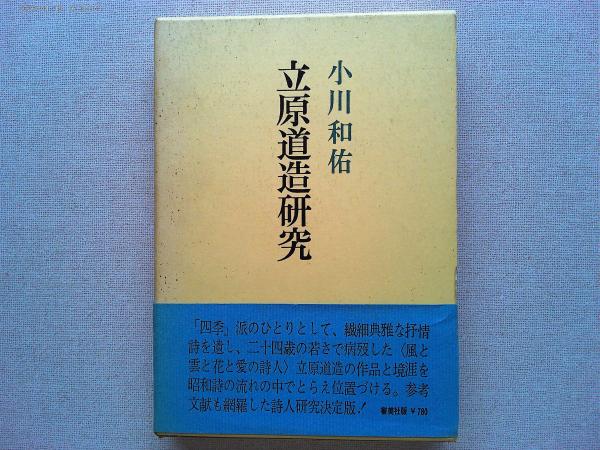 小川和佑
立原道造研究
「四季」派のひとりとして、繊細典雅な抒情
詩を遺し、二十四歳の若さで病歿した〈風と
雲と花と愛の詩人〉立原道造の作品と境涯を
昭和詩の流れの中でとらえ位置づける。参考
文献も網羅した詩人研究決定版！
審美社版 ￥780